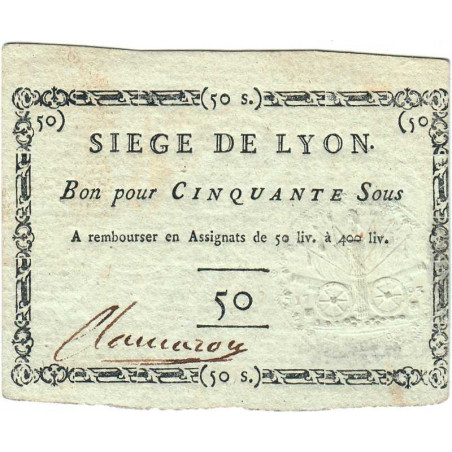 (50 s.)
50) (50
SIEGE DE LYON.
Bon pour CINQUANTE Sous
A rembourser en Assignats de 50 liv. à 400 liv.
50
(50 s.)